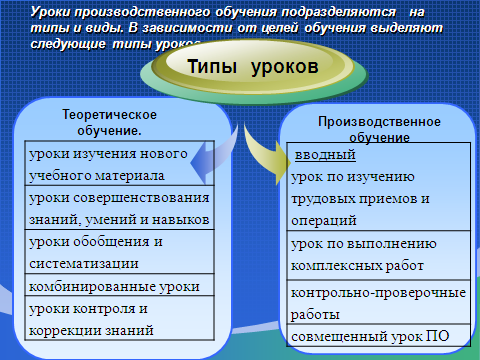 Уроки производственного обучения подразделяются на
типы и виды. В зависимости от целей обучения выделяют
следующие типы уроков
Типы уроков
Теоретическое
обучение.
уроки изучения нового
учебного материала
уроки совершенствования
знаний, умений и навыков
уроки обобщения и
систематизации
комбинированные уроки
уроки контроля и
коррекции знаний
Производственное
обучение
вводный
урок по изучению
трудовых приемов и
операций
урок по выполнению
комплексных работ
контрольно-проверочные
работы
совмещенный урок ПО